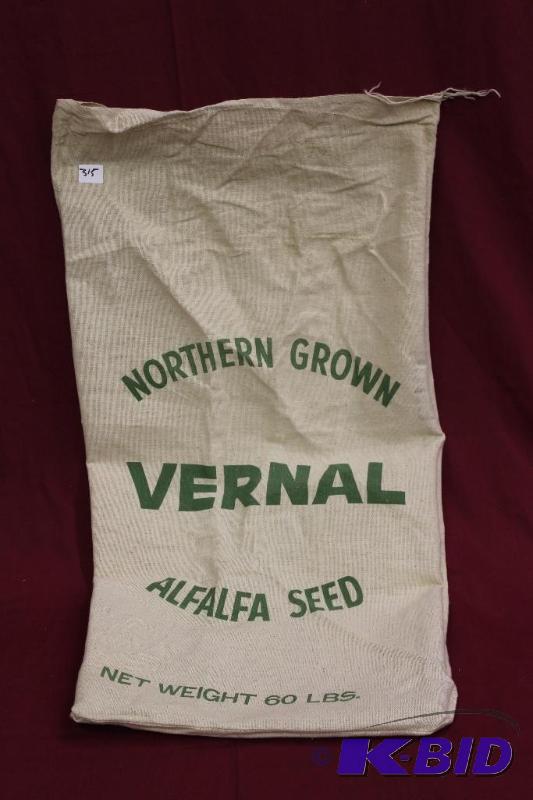 315
NORTHERN GROWN
VERNAL
ALFALFA SEED
NET WEIGHT 60 LBS.
© K-BID